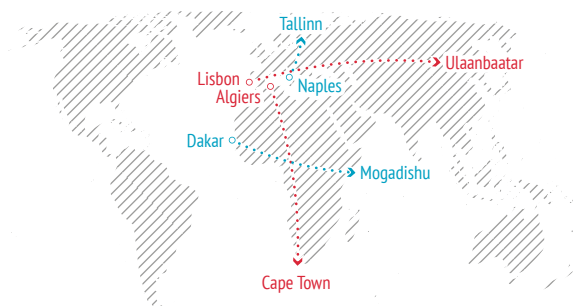 Tallinn
Ulaanbaatar
Lisbon
Naples
Algiers
Dakar
Mogadishu
Cape Town